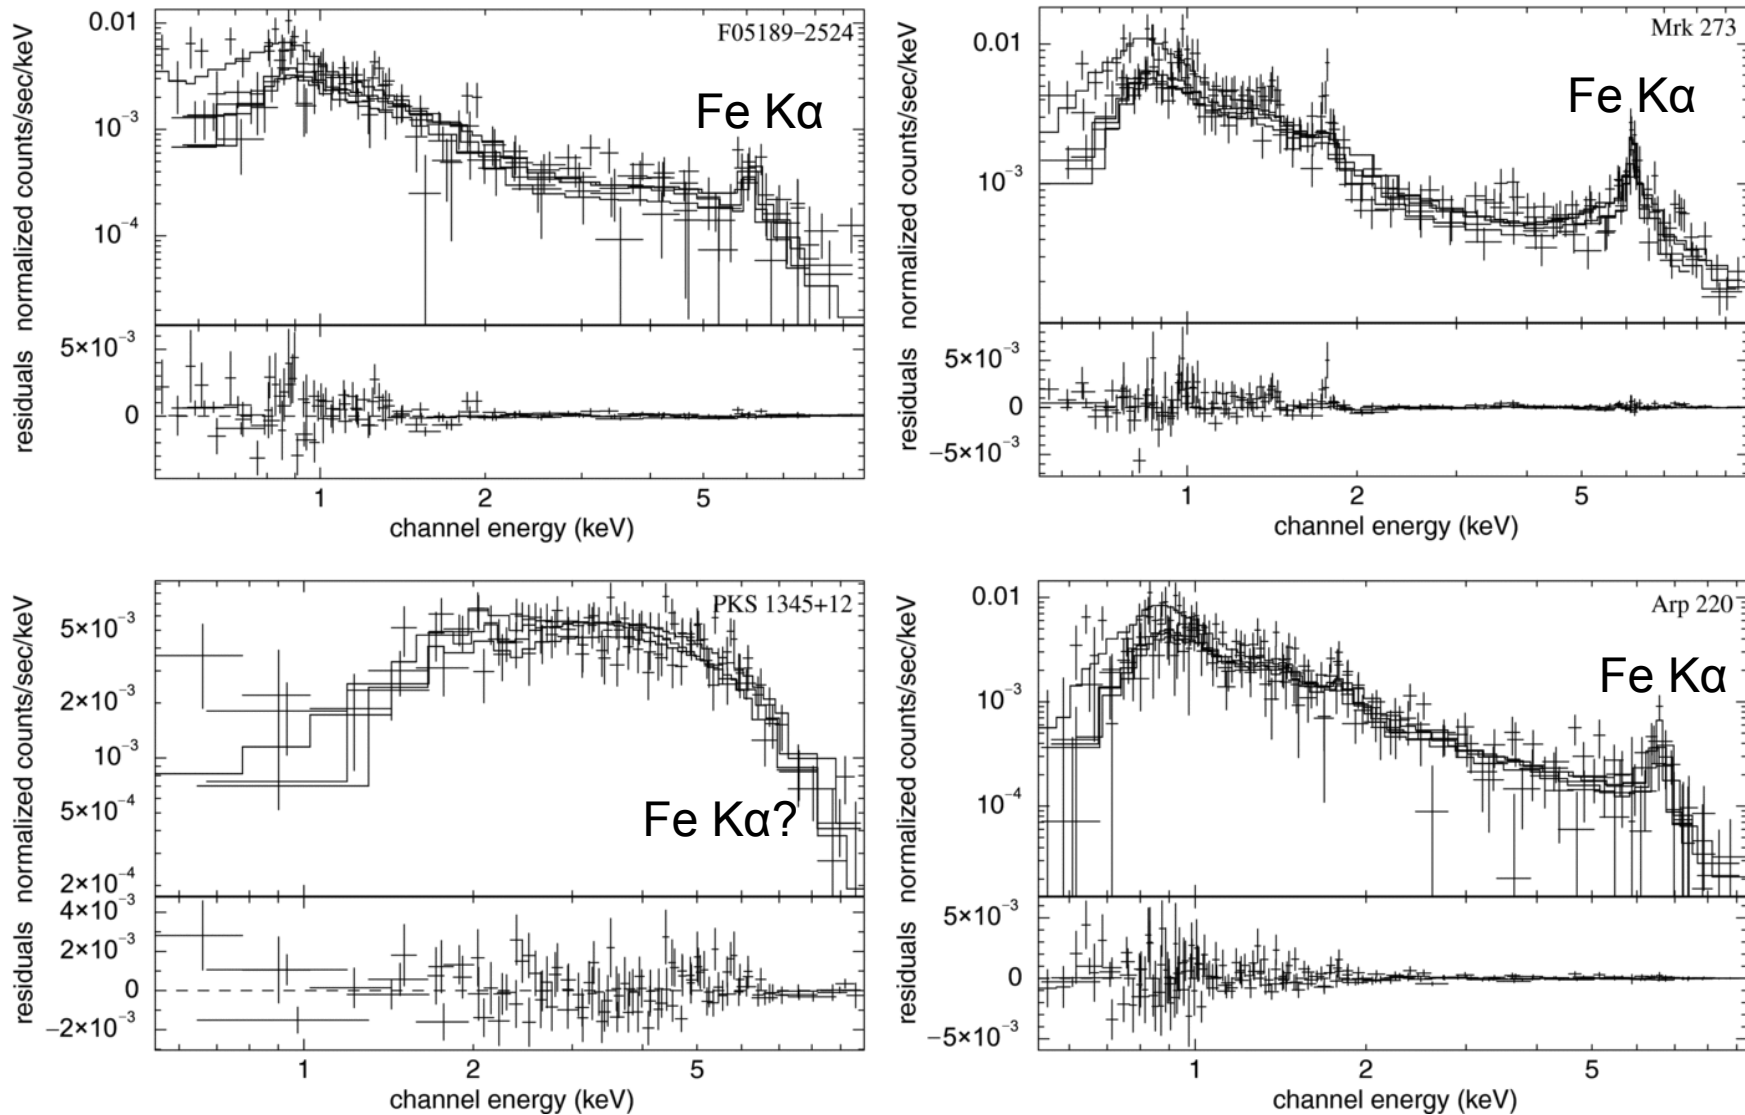 F05189−2524
Fe Kα
normalized counts/sec/keV
0.01
10⁻³
10⁻⁴
residuals
5×10⁻³
0
1
2
5
channel energy (keV)
Mrk 273
Fe Kα
normalized counts/sec/keV
0.01
10⁻³
residuals
5×10⁻³
0
−5×10⁻³
1
2
5
channel energy (keV)
PKS 1345+12
Fe Kα?
normalized counts/sec/keV
5×10⁻³
2×10⁻³
10⁻³
5×10⁻⁴
2×10⁻⁴
residuals
4×10⁻³
2×10⁻³
0
−2×10⁻³
1
2
5
channel energy (keV)
Arp 220
Fe Kα
normalized counts/sec/keV
0.01
10⁻³
10⁻⁴
residuals
5×10⁻³
0
−5×10⁻³
1
2
5
channel energy (keV)